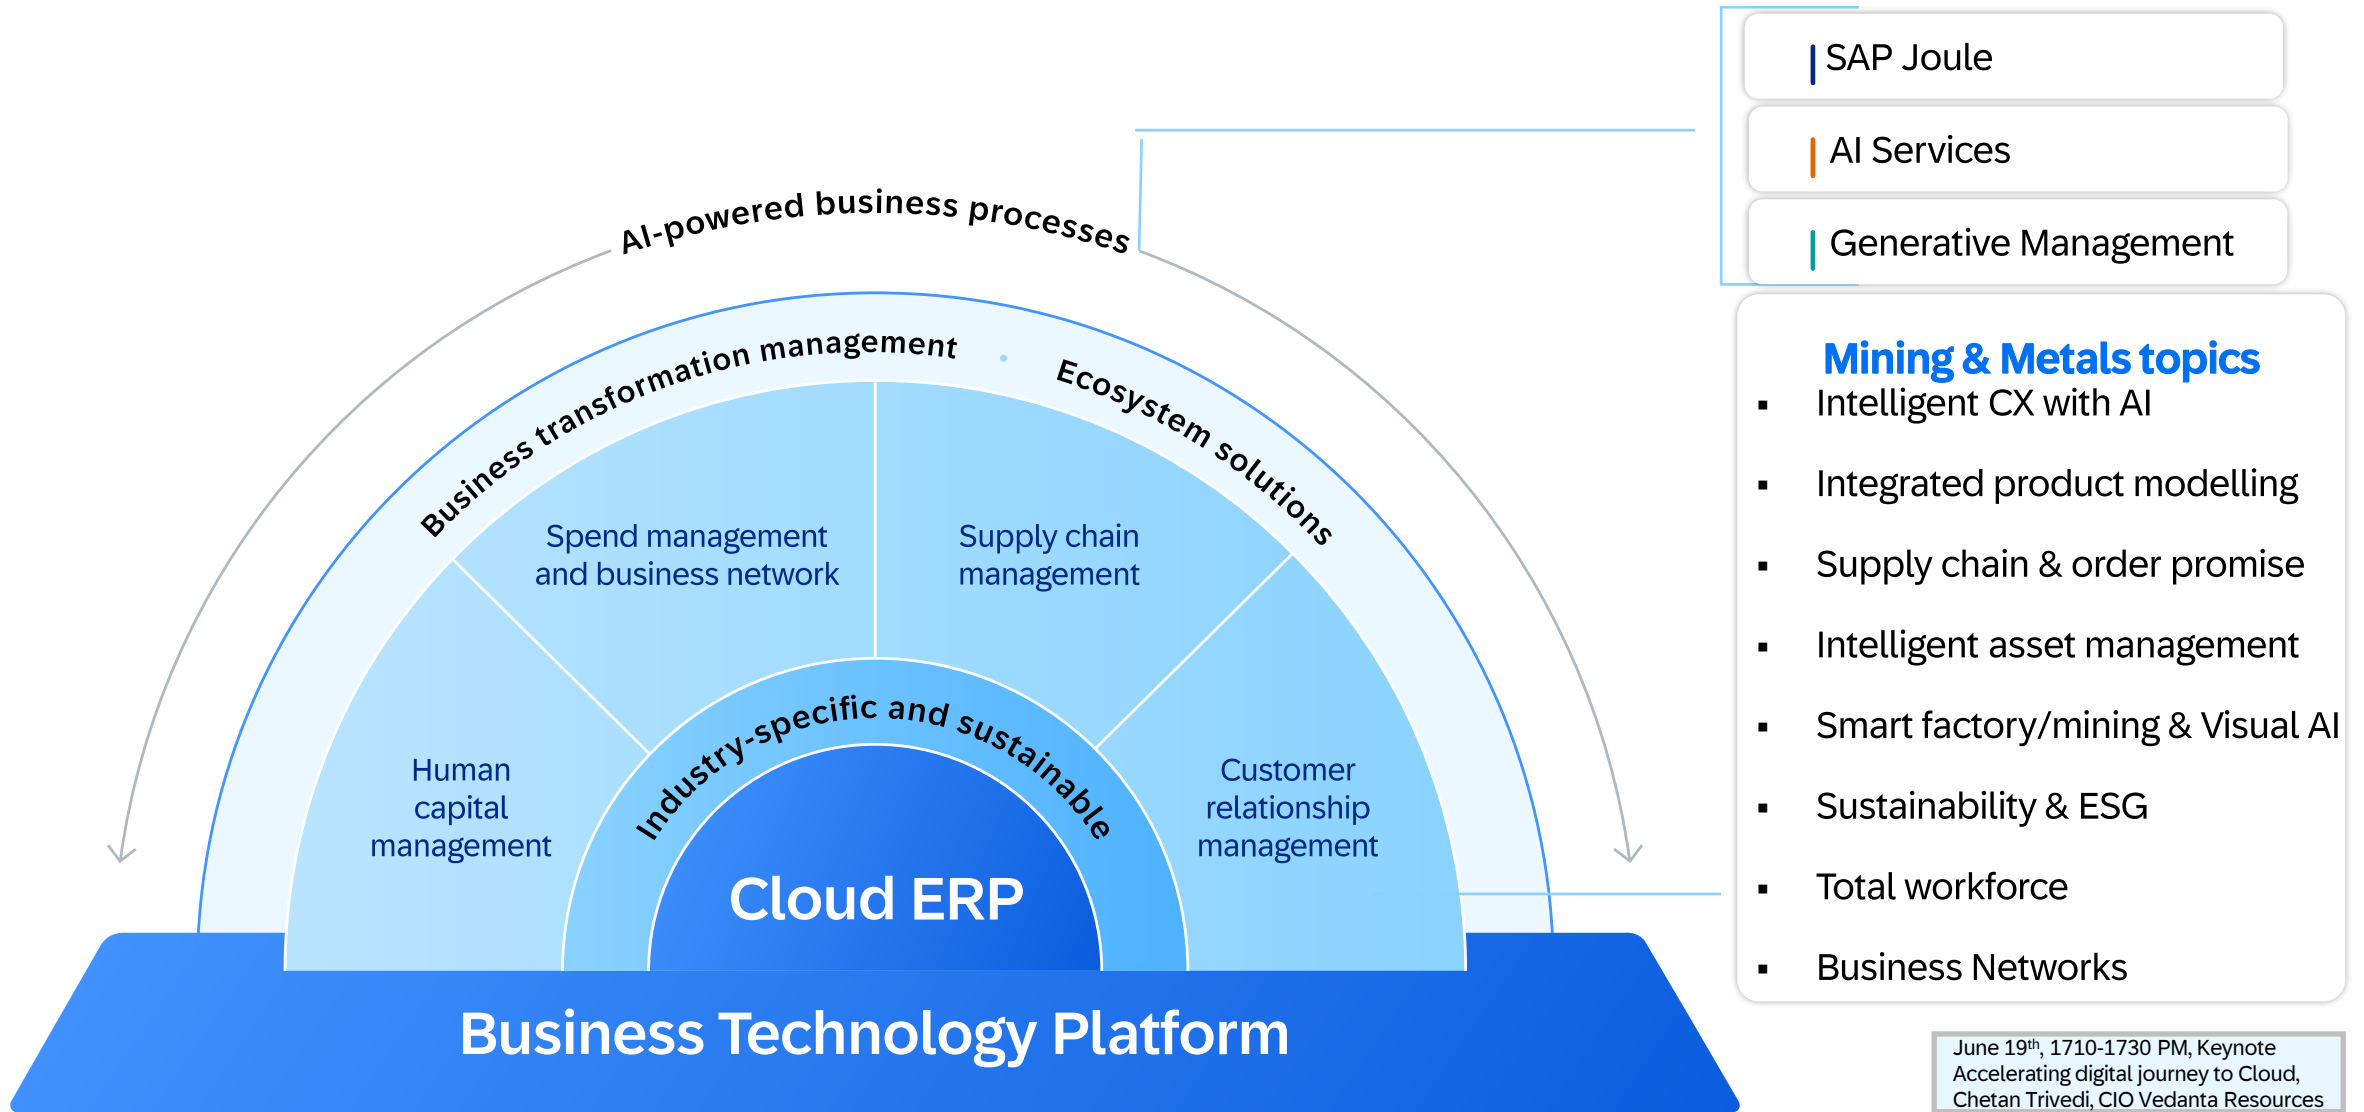 SAP Joule
AI Services
Generative Management
AI-powered business processes
Business transformation management · Ecosystem solutions
Spend management
and business network
Supply chain
management
Human
capital
management
Customer
relationship
management
Industry-specific and sustainable
Cloud ERP
Business Technology Platform
Mining & Metals topics
▪ Intelligent CX with AI
▪ Integrated product modelling
▪ Supply chain & order promise
▪ Intelligent asset management
▪ Smart factory/mining & Visual AI
▪ Sustainability & ESG
▪ Total workforce
▪ Business Networks
June 19th, 1710-1730 PM, Keynote
Accelerating digital journey to Cloud,
Chetan Trivedi, CIO Vedanta Resources